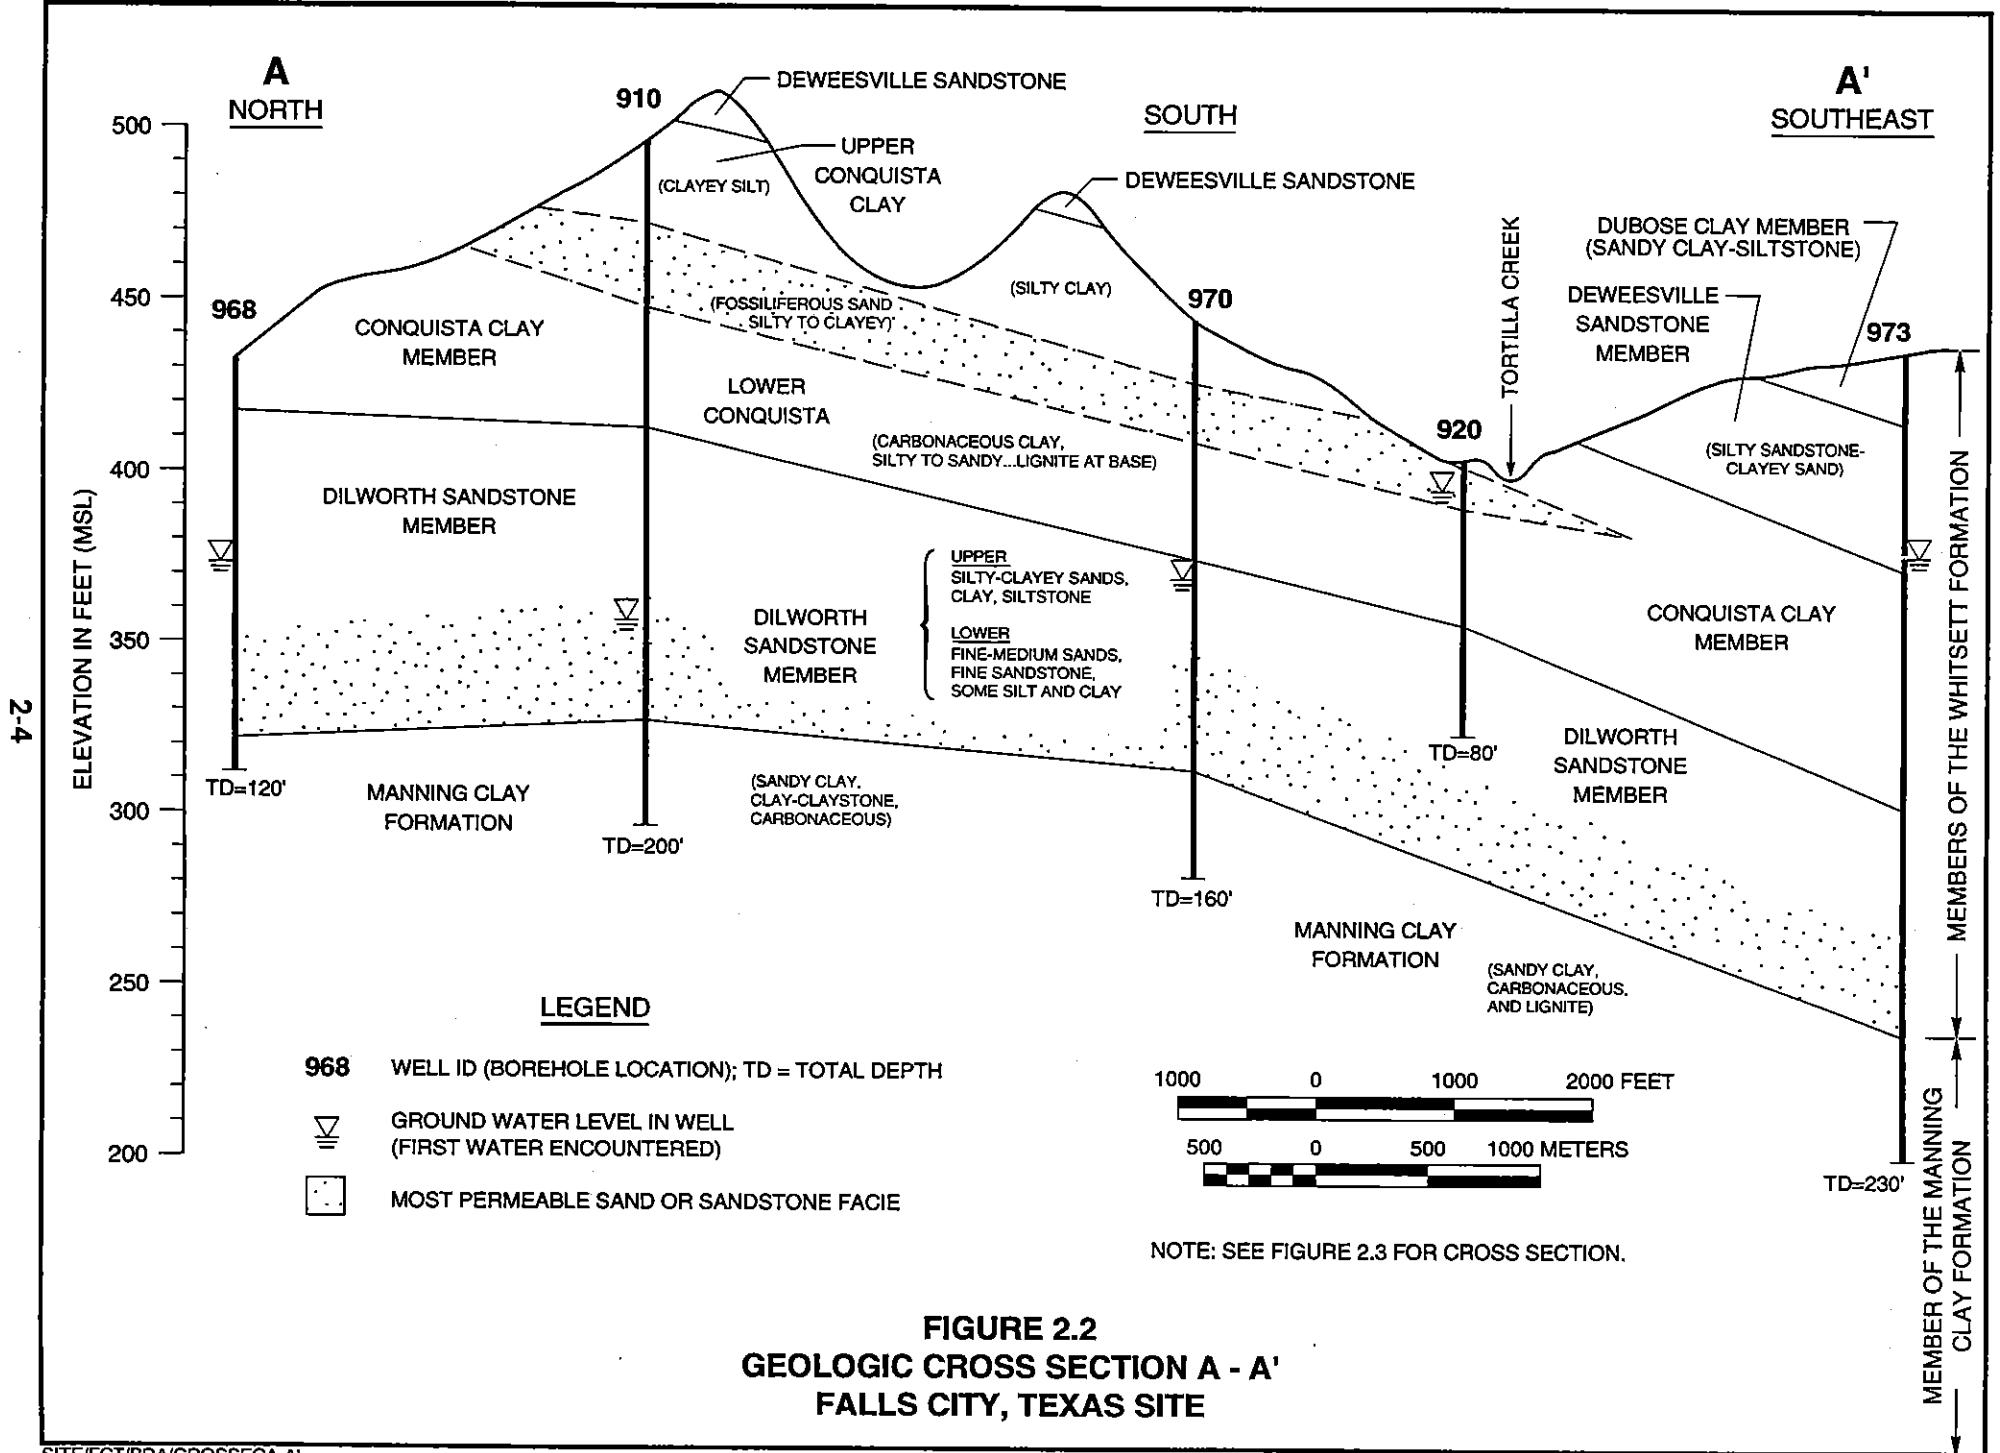 A
NORTH
910
DEWEESVILLE SANDSTONE
UPPER
CONQUISTA
CLAY
(CLAYEY SILT)
SOUTH
DEWEESVILLE SANDSTONE
A'
SOUTHEAST
TORTILLA CREEK
DUBOSE CLAY MEMBER
(SANDY CLAY-SILTSTONE)
DEWEESVILLE
SANDSTONE
MEMBER
973
(SILTY SANDSTONE-
CLAYEY SAND)
ELEVATION IN FEET (MSL)
500
450
400
350
300
250
200
968
CONQUISTA CLAY
MEMBER
(FOSSILIFEROUS SAND
SILTY TO CLAYEY)
(SILTY CLAY)
970
LOWER
CONQUISTA
(CARBONACEOUS CLAY,
SILTY TO SANDY...LIGNITE AT BASE)
920
DILWORTH SANDSTONE
MEMBER
DILWORTH
SANDSTONE
MEMBER
UPPER
SILTY-CLAYEY SANDS,
CLAY, SILTSTONE
LOWER
FINE-MEDIUM SANDS,
FINE SANDSTONE,
SOME SILT AND CLAY
CONQUISTA CLAY
MEMBER
DILWORTH
SANDSTONE
MEMBER
TD=120'
TD=200'
TD=160'
TD=80'
TD=230'
MANNING CLAY
FORMATION
(SANDY CLAY,
CLAY-CLAYSTONE,
CARBONACEOUS)
MANNING CLAY
FORMATION
(SANDY CLAY,
CARBONACEOUS,
AND LIGNITE)
MEMBERS OF THE WHITSETT FORMATION
MEMBER OF THE MANNING
CLAY FORMATION
LEGEND
968 WELL ID (BOREHOLE LOCATION); TD = TOTAL DEPTH
GROUND WATER LEVEL IN WELL
(FIRST WATER ENCOUNTERED)
MOST PERMEABLE SAND OR SANDSTONE FACIE
1000 0 1000 2000 FEET
500 0 500 1000 METERS
NOTE: SEE FIGURE 2.3 FOR CROSS SECTION.
FIGURE 2.2
GEOLOGIC CROSS SECTION A - A'
FALLS CITY, TEXAS SITE
2-4